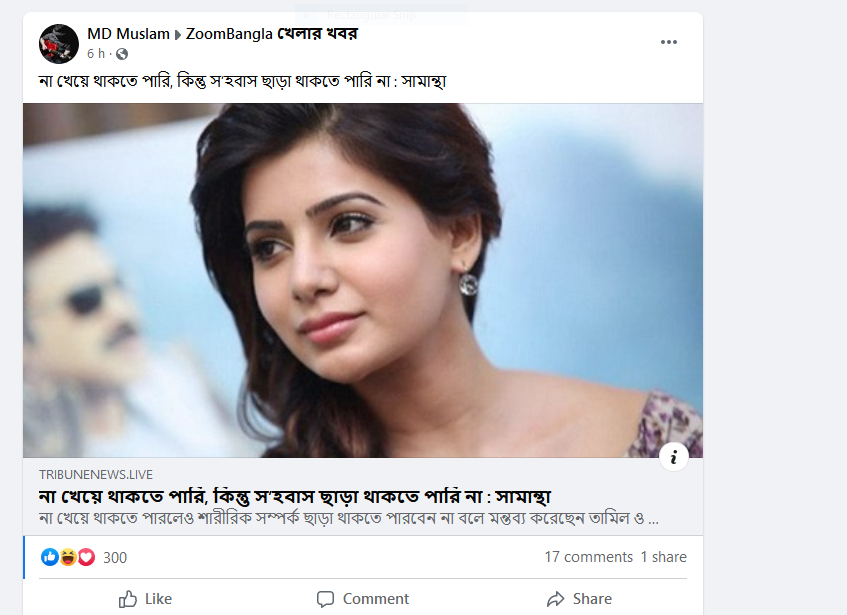 MD Muslam ▸ ZoomBangla খেলার খবর
6 h ·
না খেয়ে থাকতে পারি, কিন্তু স'হবাস ছাড়া থাকতে পারি না : সামান্থা
TRIBUNENEWS.LIVE
না খেয়ে থাকতে পারি, কিন্তু স'হবাস ছাড়া থাকতে পারি না : সামান্থা
না খেয়ে থাকতে পারলেও শারীরিক সম্পর্ক ছাড়া থাকতে পারবেন না বলে মন্তব্য করেছেন তামিল ও ...
300 17 comments 1 share
Like Comment Share